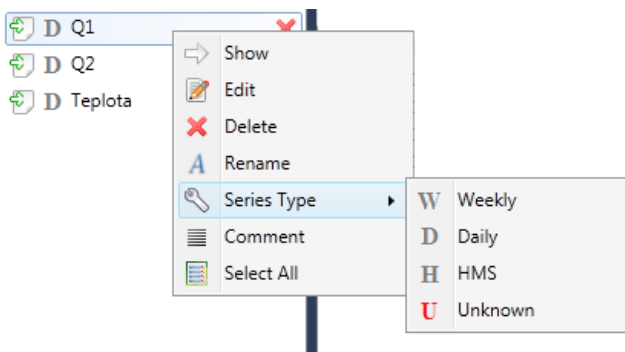 D Q1
D Q2
D Teplota
Show
Edit
Delete
A Rename
Series Type
Comment
Select All
W Weekly
D Daily
H HMS
U Unknown